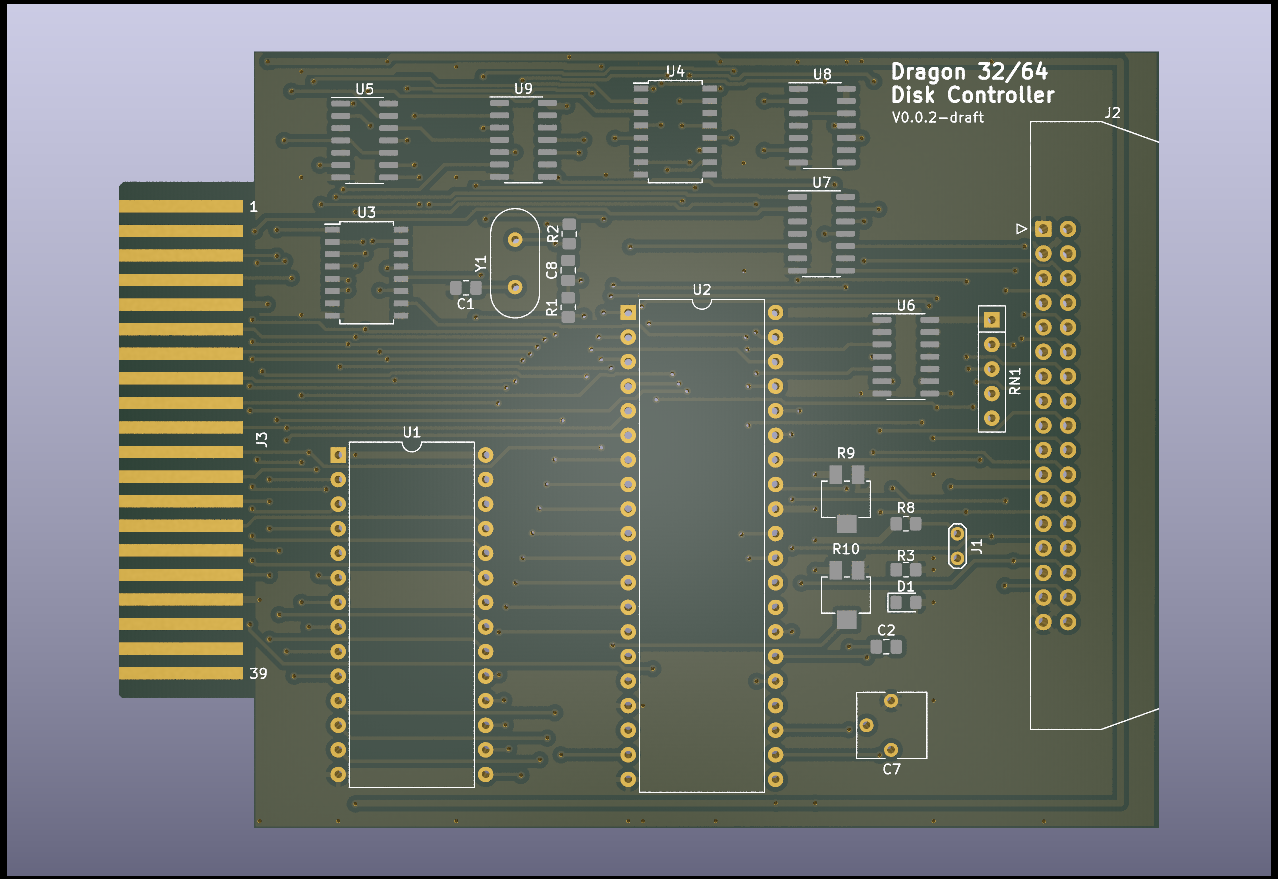 Dragon 32/64
Disk Controller
V0.0.2-draft
U4
U8
U5
U9
J2
U7
1
U3
R2
Y1
C8
C1
R1
U2
U6
RN1
J3
U1
R9
R8
J1
R10
R3
D1
C2
39
C7